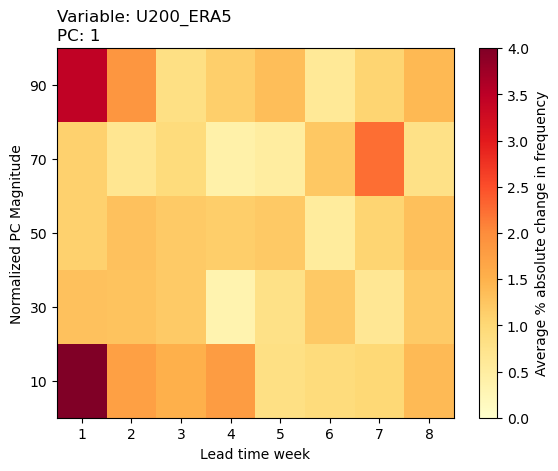 Variable: U200_ERA5
PC: 1
90
70
50
30
10
Normalized PC Magnitude
1 2 3 4 5 6 7 8
Lead time week
4.0
3.5
3.0
2.5
2.0
1.5
1.0
0.5
0.0
Average % absolute change in frequency